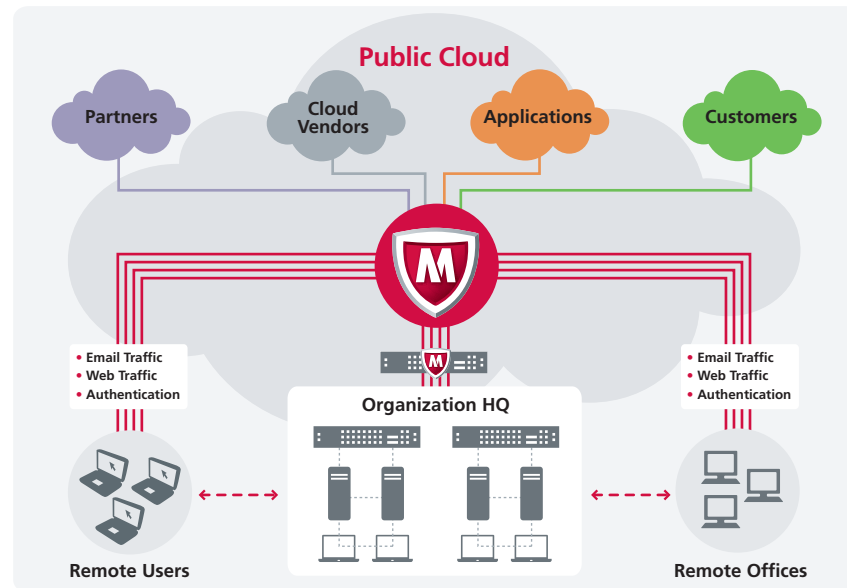 Public Cloud
Partners
Cloud
Vendors
Applications
Customers
M
• Email Traffic
• Web Traffic
• Authentication
M
• Email Traffic
• Web Traffic
• Authentication
Organization HQ
Remote Users
Remote Offices